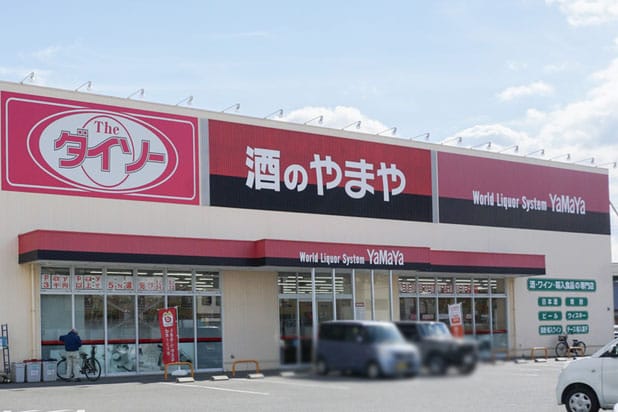 The
ダイソー
酒のやまや
World Liquor System YaMaYa
World Liquor System YaMaYa
酒・ワイン・輸入食品の専門店
日本酒
焼酎
ビール
ウィスキー